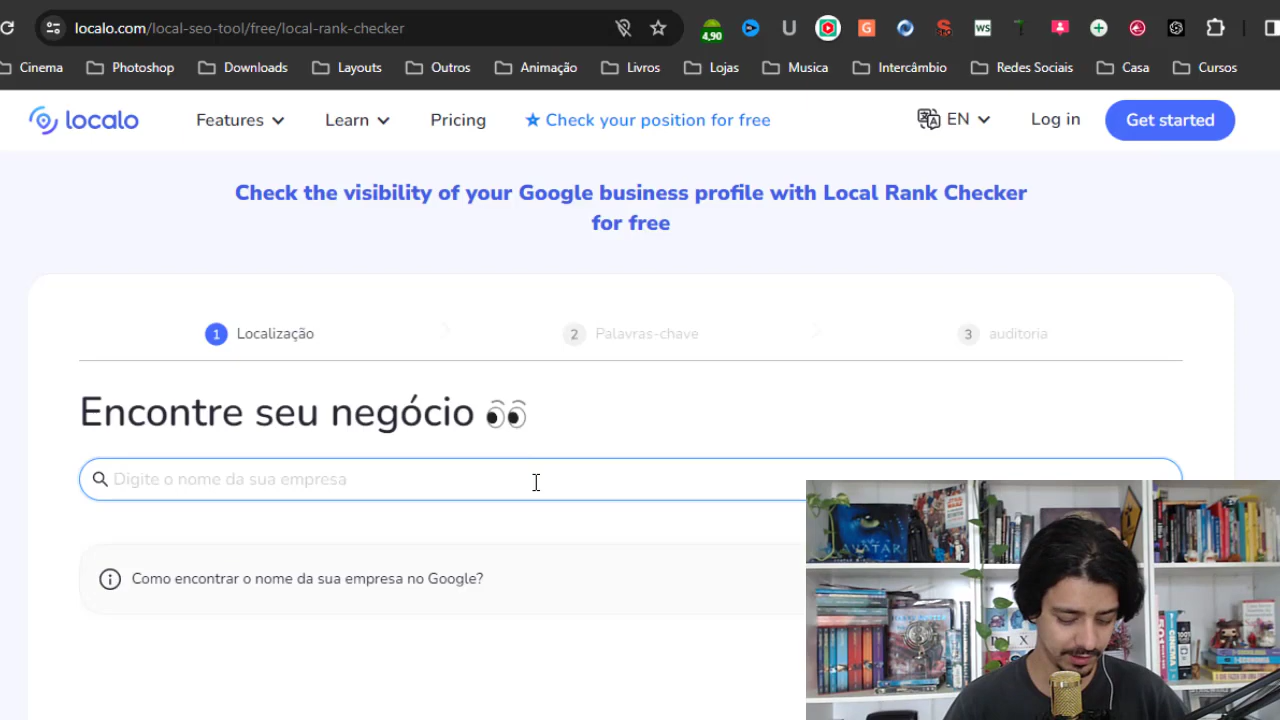 localo.com/local-seo-tool/free/local-rank-checker
4,90
U
G
WS
Cinema Photoshop Downloads Layouts Outros Animação Livros Lojas Musica Intercâmbio Redes Sociais Casa Cursos
localo Features Learn Pricing Check your position for free EN Log in Get started
Check the visibility of your Google business profile with Local Rank Checker
for free
1 Localização 2 Palavras-chave 3 auditoria
Encontre seu negócio
Digite o nome da sua empresa
Como encontrar o nome da sua empresa no Google?
AVATAR
STAR WARS